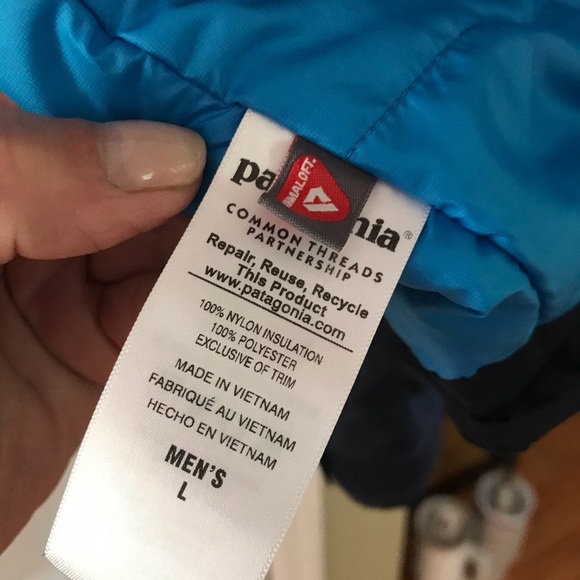 patagonia®
MALOFT.
COMMON THREADS
PARTNERSHIP
Repair, Reuse, Recycle
This Product
www.patagonia.com
100% NYLON INSULATION
100% POLYESTER
EXCLUSIVE OF TRIM
MADE IN VIETNAM
FABRIQUÉ AU VIETNAM
HECHO EN VIETNAM
MEN'S
L